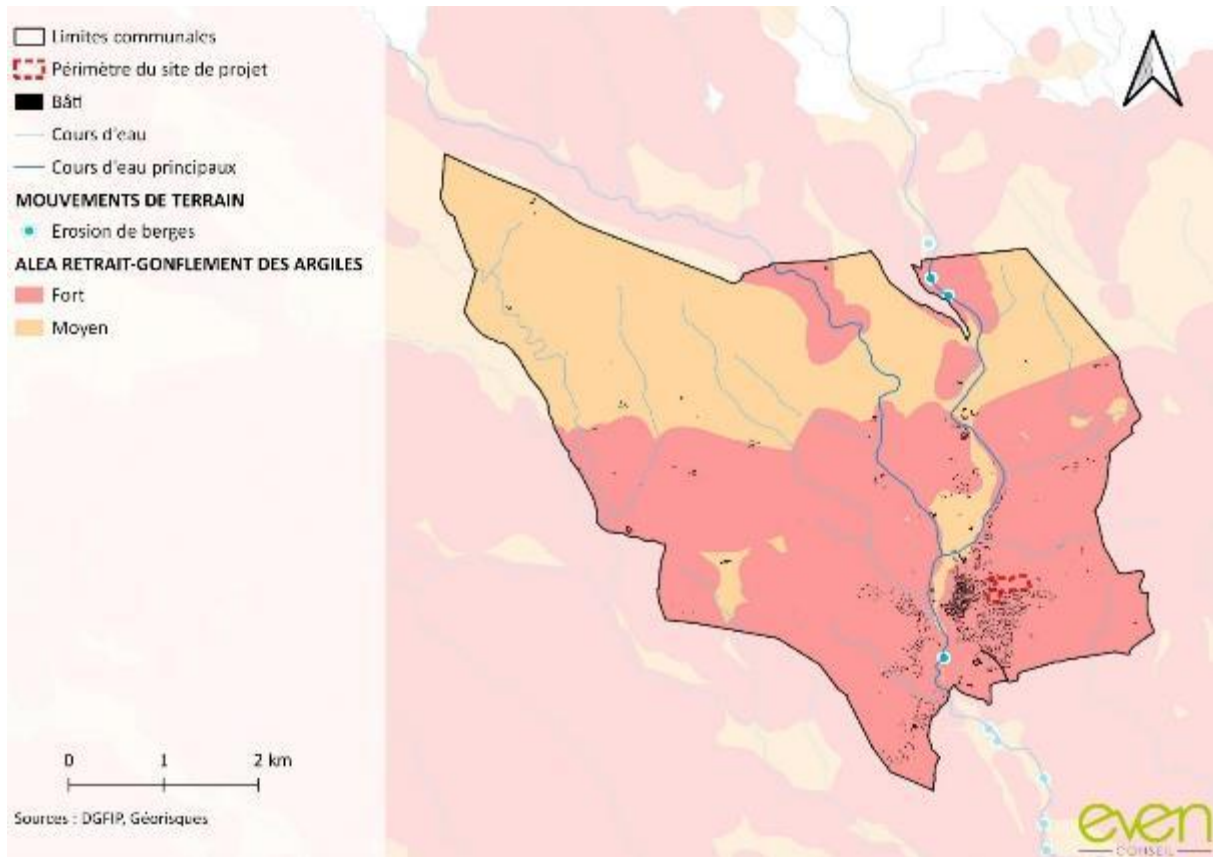 Limites communales
Périmètre du site de projet
Bâti
Cours d'eau
Cours d'eau principaux
MOUVEMENTS DE TERRAIN
Erosion de berges
ALEA RETRAIT-GONFLEMENT DES ARGILES
Fort
Moyen
0 1 2 km
Sources : DGFIP, Géorisques
even
CONSEIL